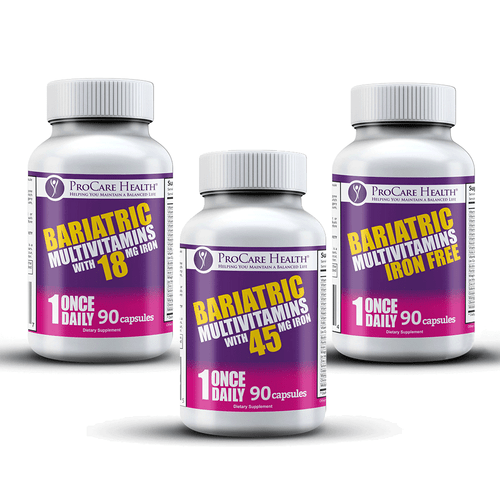 ProCare Health®
Helping You Maintain a Balanced Life
BARIATRIC
MULTIVITAMINS
WITH 18 MG IRON
1 ONCE DAILY 90 capsules
Dietary Supplement
ProCare Health®
Helping You Maintain a Balanced Life
BARIATRIC
MULTIVITAMINS
WITH 45 MG IRON
1 ONCE DAILY 90 capsules
Dietary Supplement
ProCare Health®
Helping You Maintain a Balanced Life
BARIATRIC
MULTIVITAMINS
IRON FREE
1 ONCE DAILY 90 capsules
Dietary Supplement